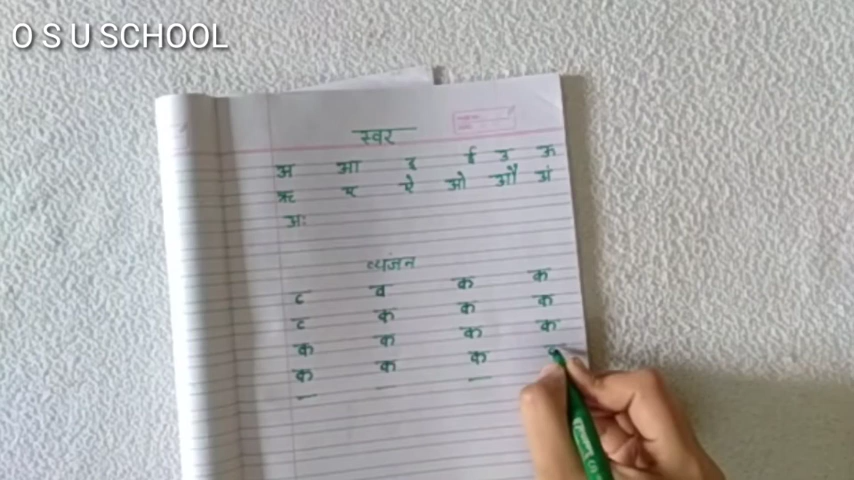 O S U SCHOOL
स्वर
अ आ इ ई उ ऊ
ऋ ए ऐ ओ औ अं
अः
व्यंजन
ट व क क
ट क क क
क क क क
क क क